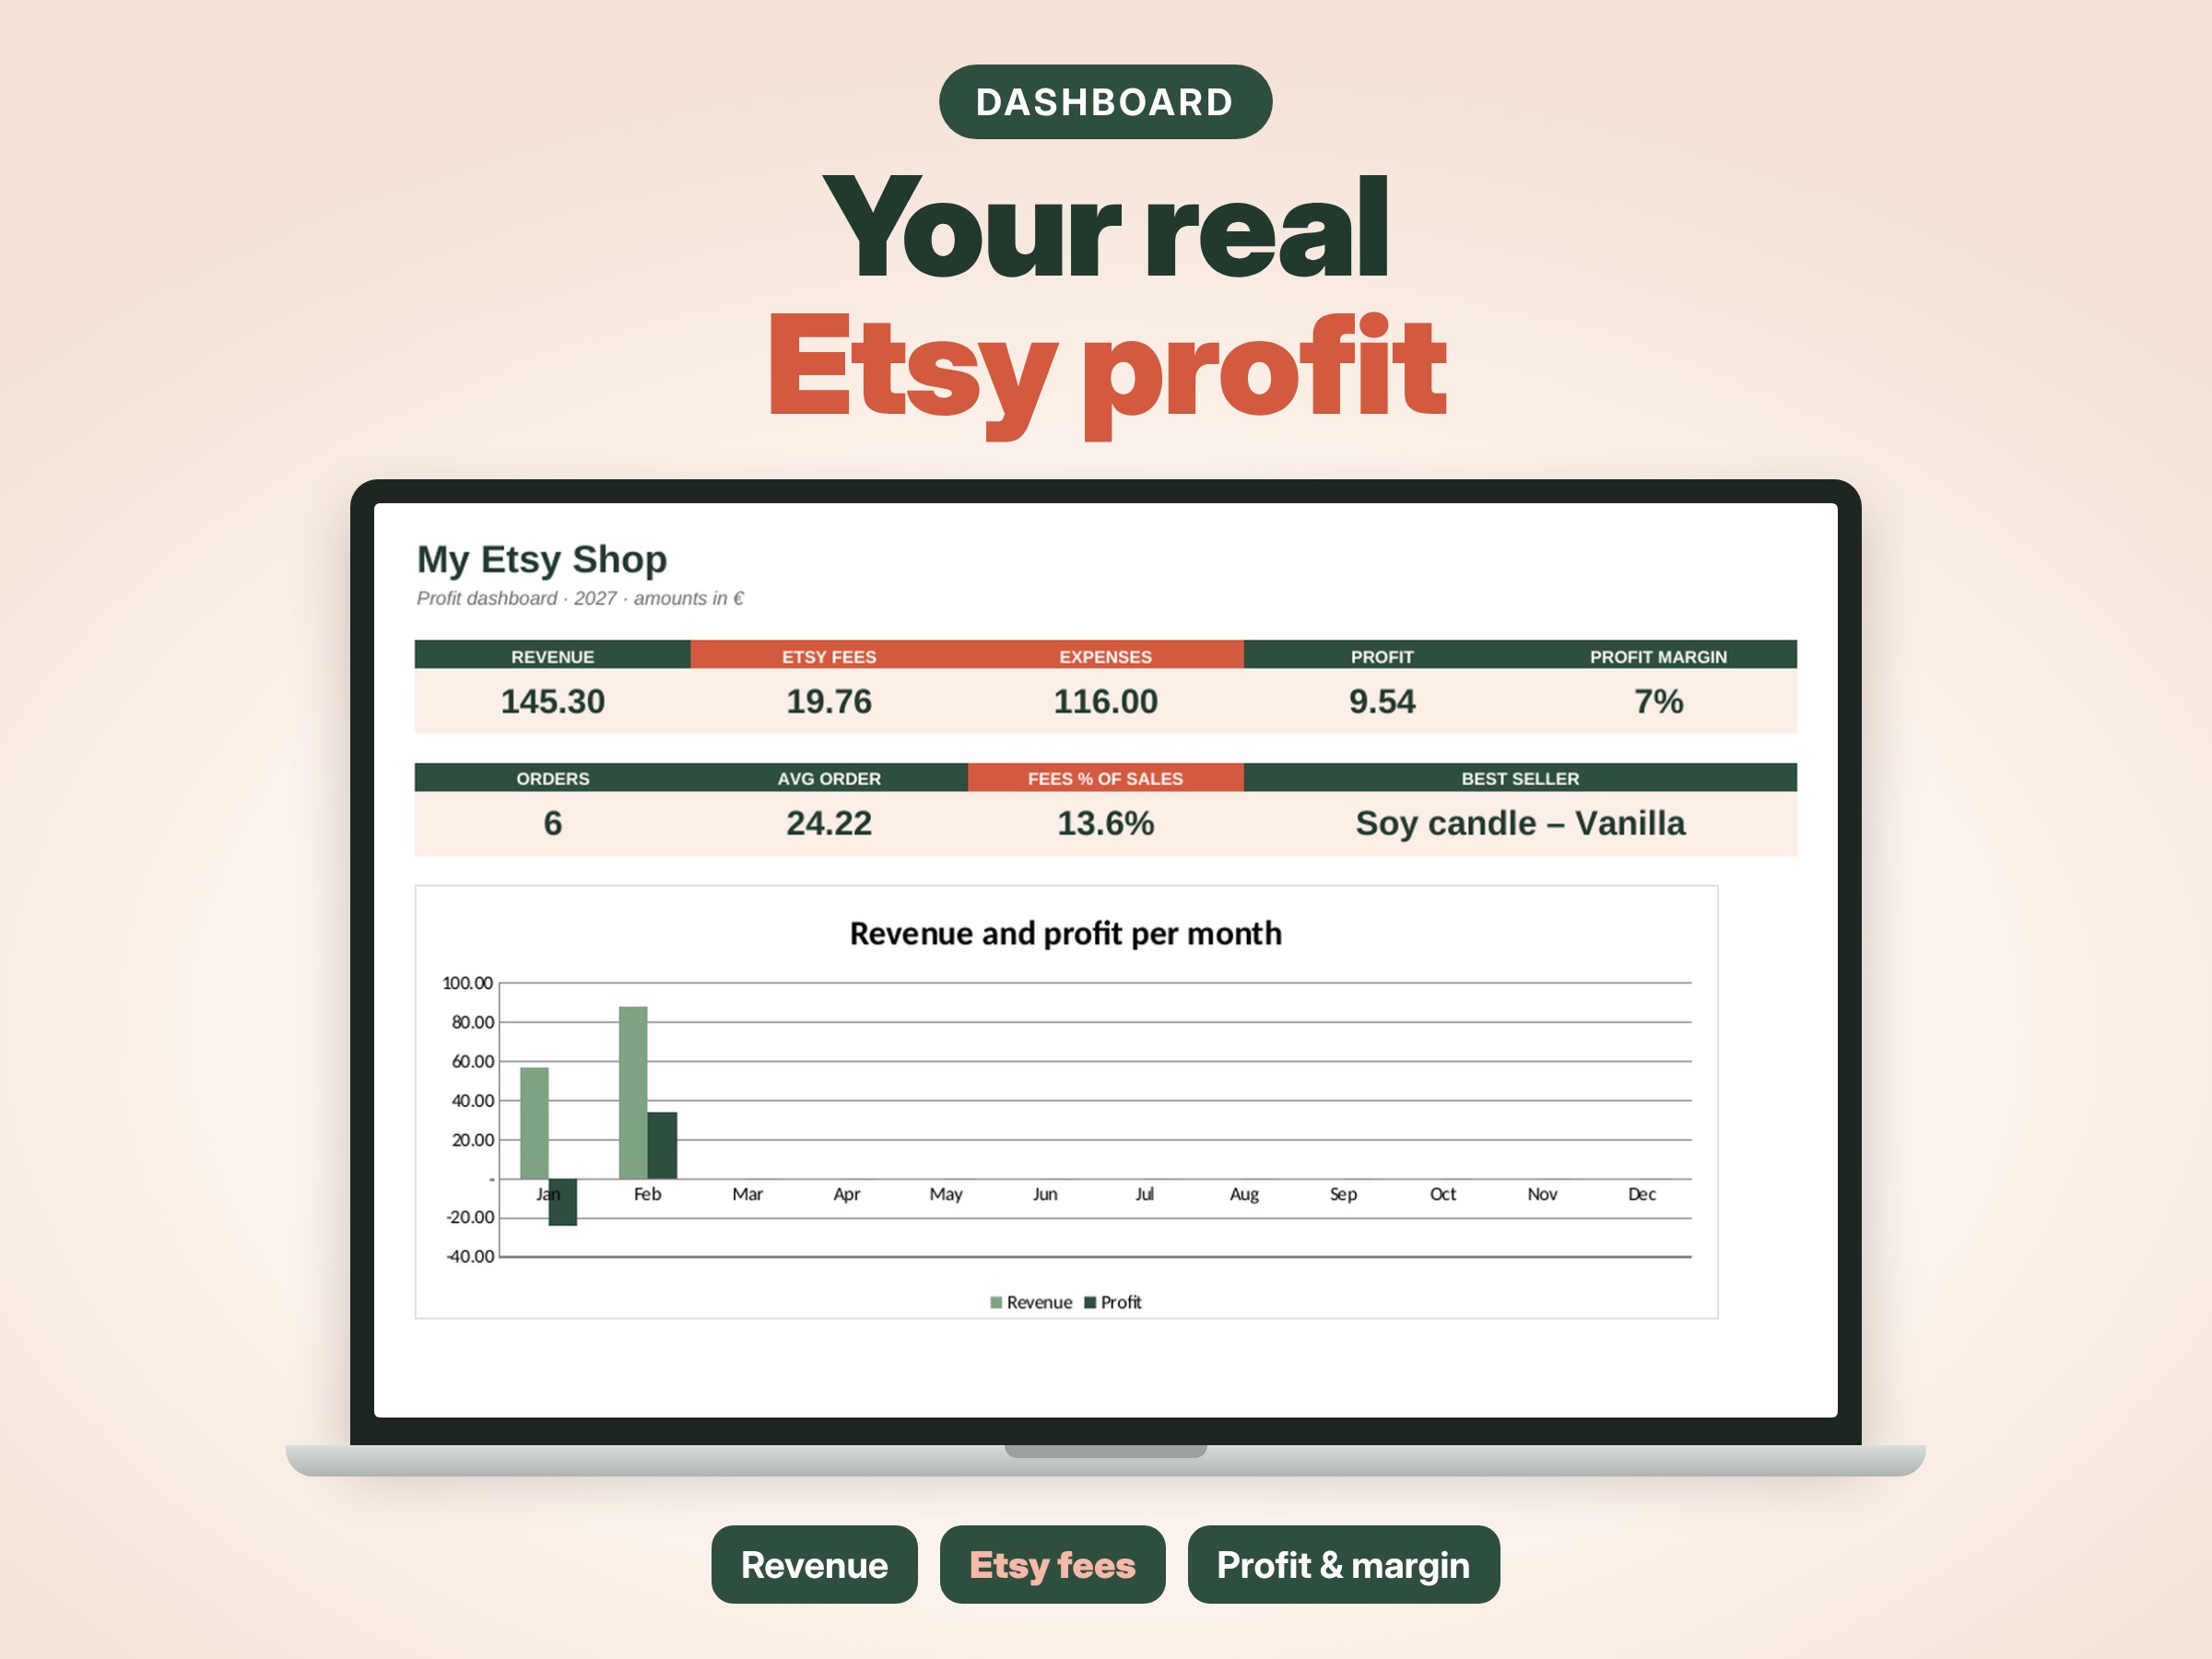 DASHBOARD
Your real
Etsy profit
My Etsy Shop
Profit dashboard · 2027 · amounts in €
REVENUE ETSY FEES EXPENSES PROFIT PROFIT MARGIN
145.30 19.76 116.00 9.54 7%
ORDERS AVG ORDER FEES % OF SALES BEST SELLER
6 24.22 13.6% Soy candle – Vanilla
Revenue and profit per month
100.00
80.00
60.00
40.00
20.00
-
Jan Feb Mar Apr May Jun Jul Aug Sep Oct Nov Dec
-20.00
-40.00
Revenue Profit
Revenue Etsy fees Profit & margin